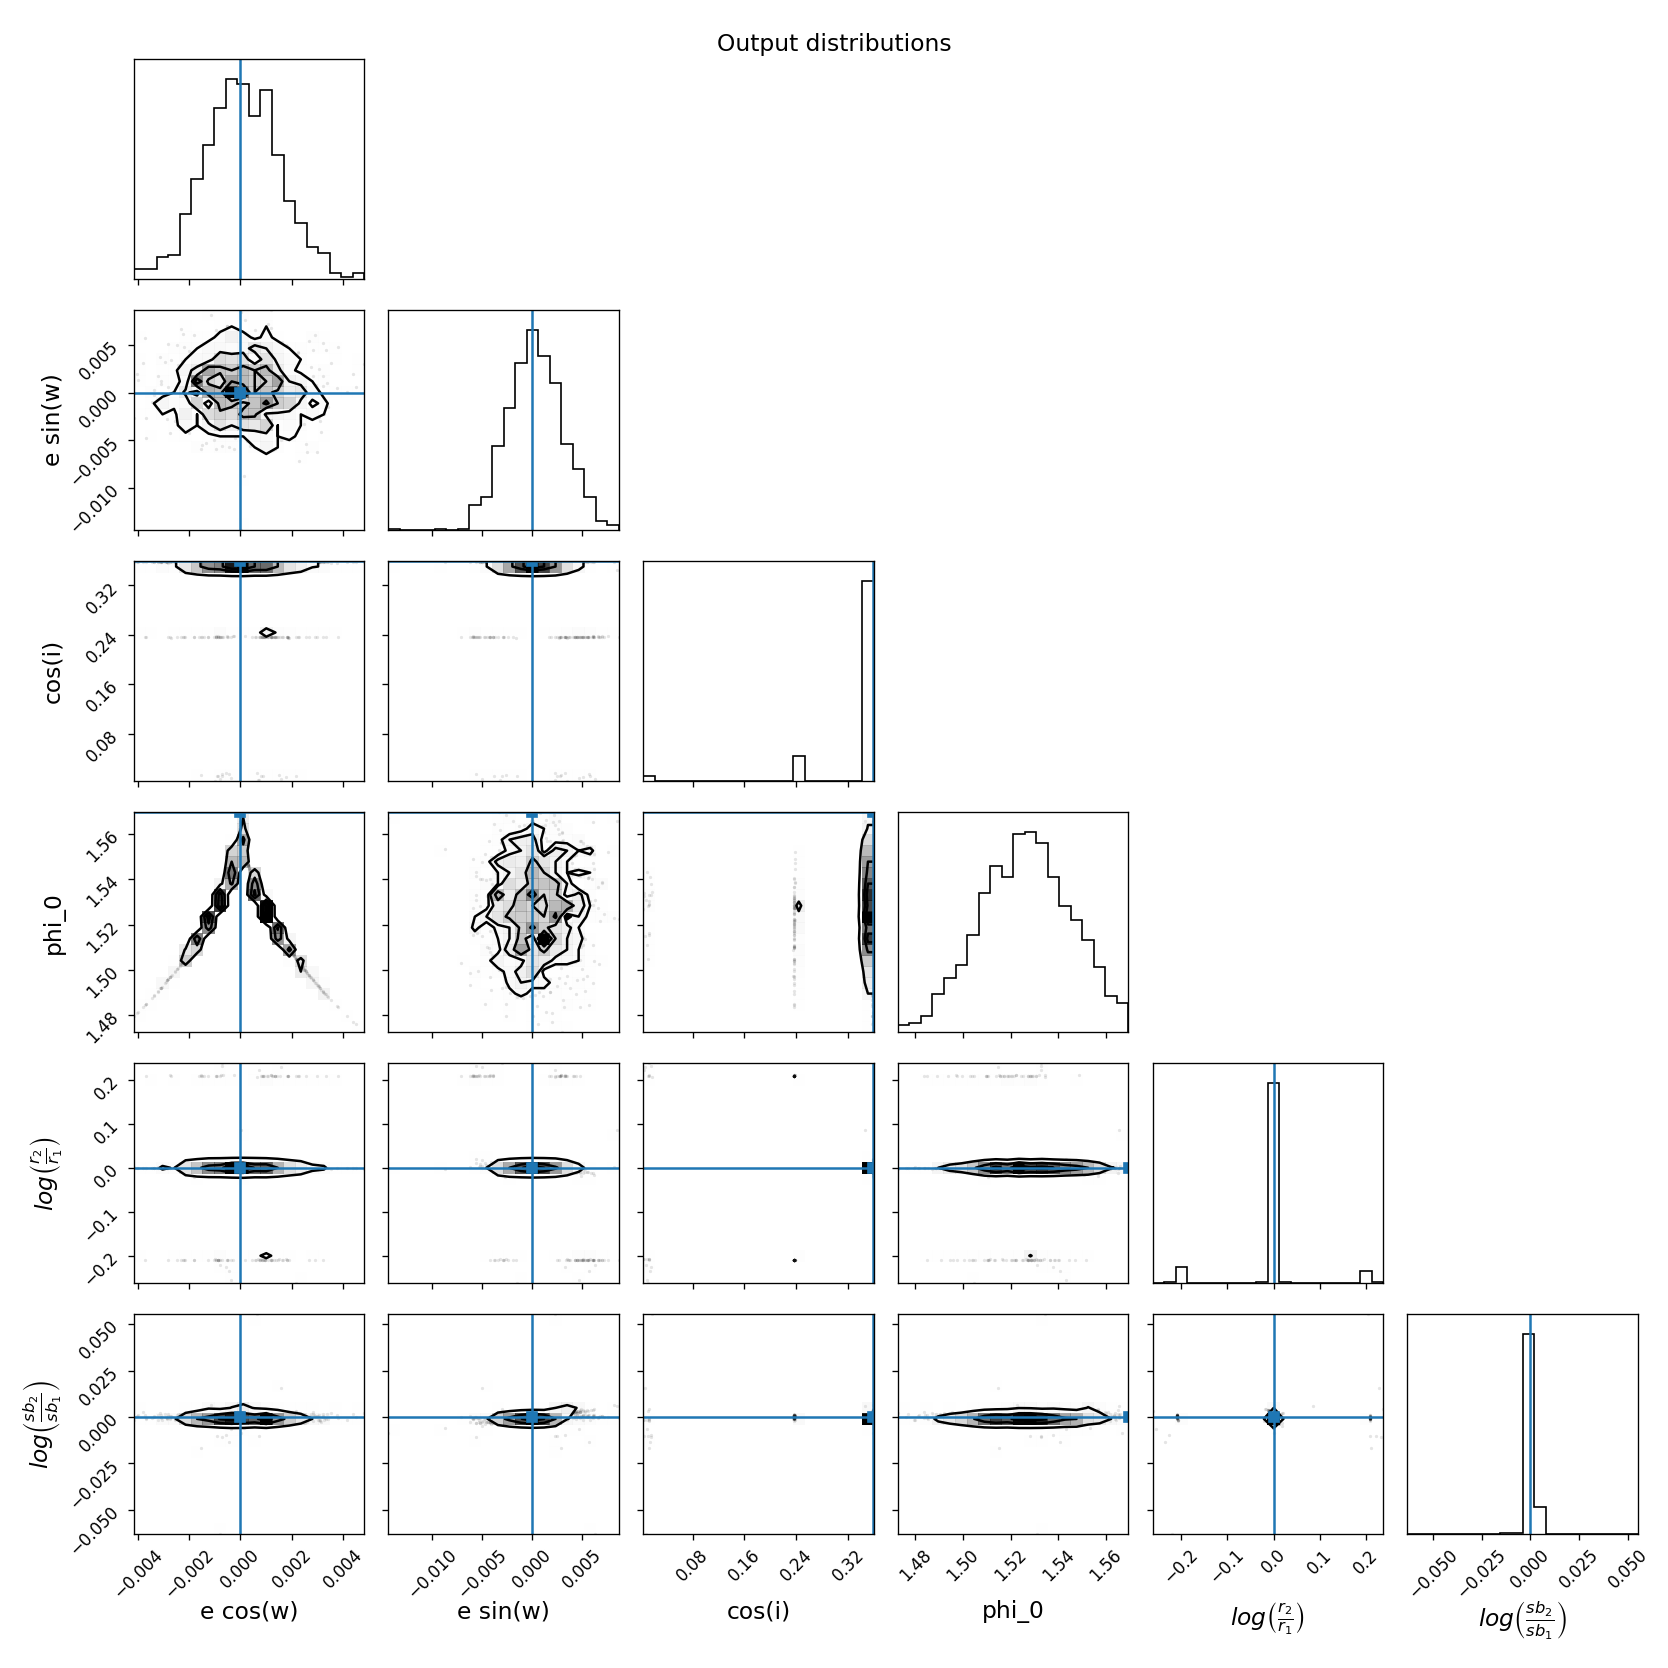 Output distributions
e sin(w)
0.005
0.000
−0.005
−0.010
cos(i)
0.32
0.24
0.16
0.08
phi_0
1.56
1.54
1.52
1.50
1.48
log(r₂/r₁)
0.2
0.1
0.0
−0.1
−0.2
log(sb₂/sb₁)
0.050
0.025
0.000
−0.025
−0.050
−0.004 −0.002 0.000 0.002 0.004
−0.010 −0.005 0.000 0.005
0.08 0.16 0.24 0.32
1.48 1.50 1.52 1.54 1.56
−0.2 −0.1 0.0 0.1 0.2
−0.050 −0.025 0.000 0.025 0.050
e cos(w) e sin(w) cos(i) phi_0 log(r₂/r₁) log(sb₂/sb₁)